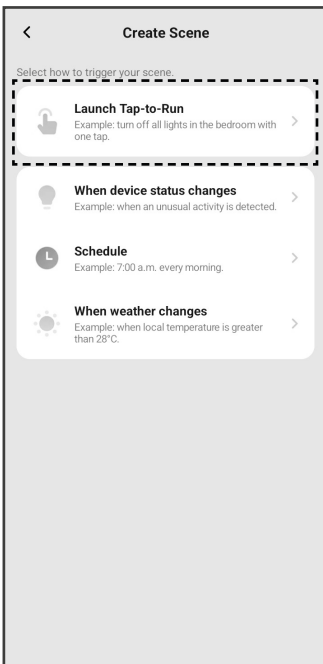 Create Scene
Select how to trigger your scene.
Launch Tap-to-Run
Example: turn off all lights in the bedroom with
one tap.
When device status changes
Example: when an unusual activity is detected.
Schedule
Example: 7:00 a.m. every morning.
When weather changes
Example: when local temperature is greater
than 28°C.